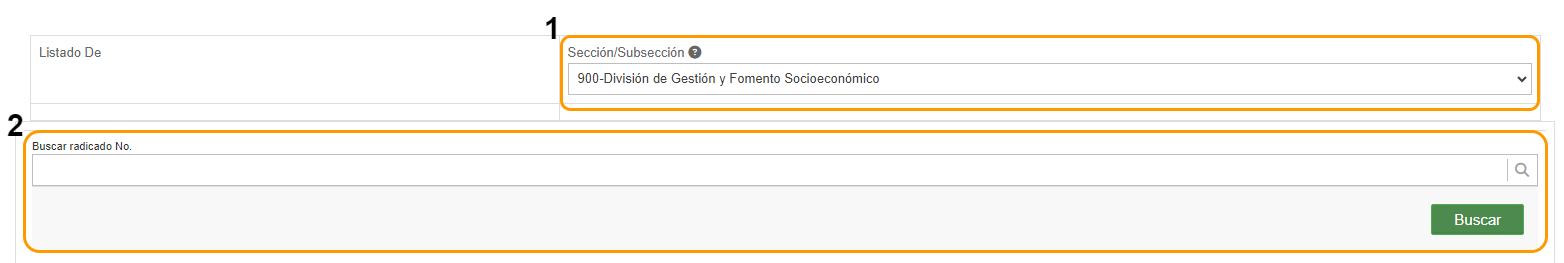 1
Listado De
Sección/Subsección ?
900-División de Gestión y Fomento Socioeconómico
2
Buscar radicado No.
Buscar